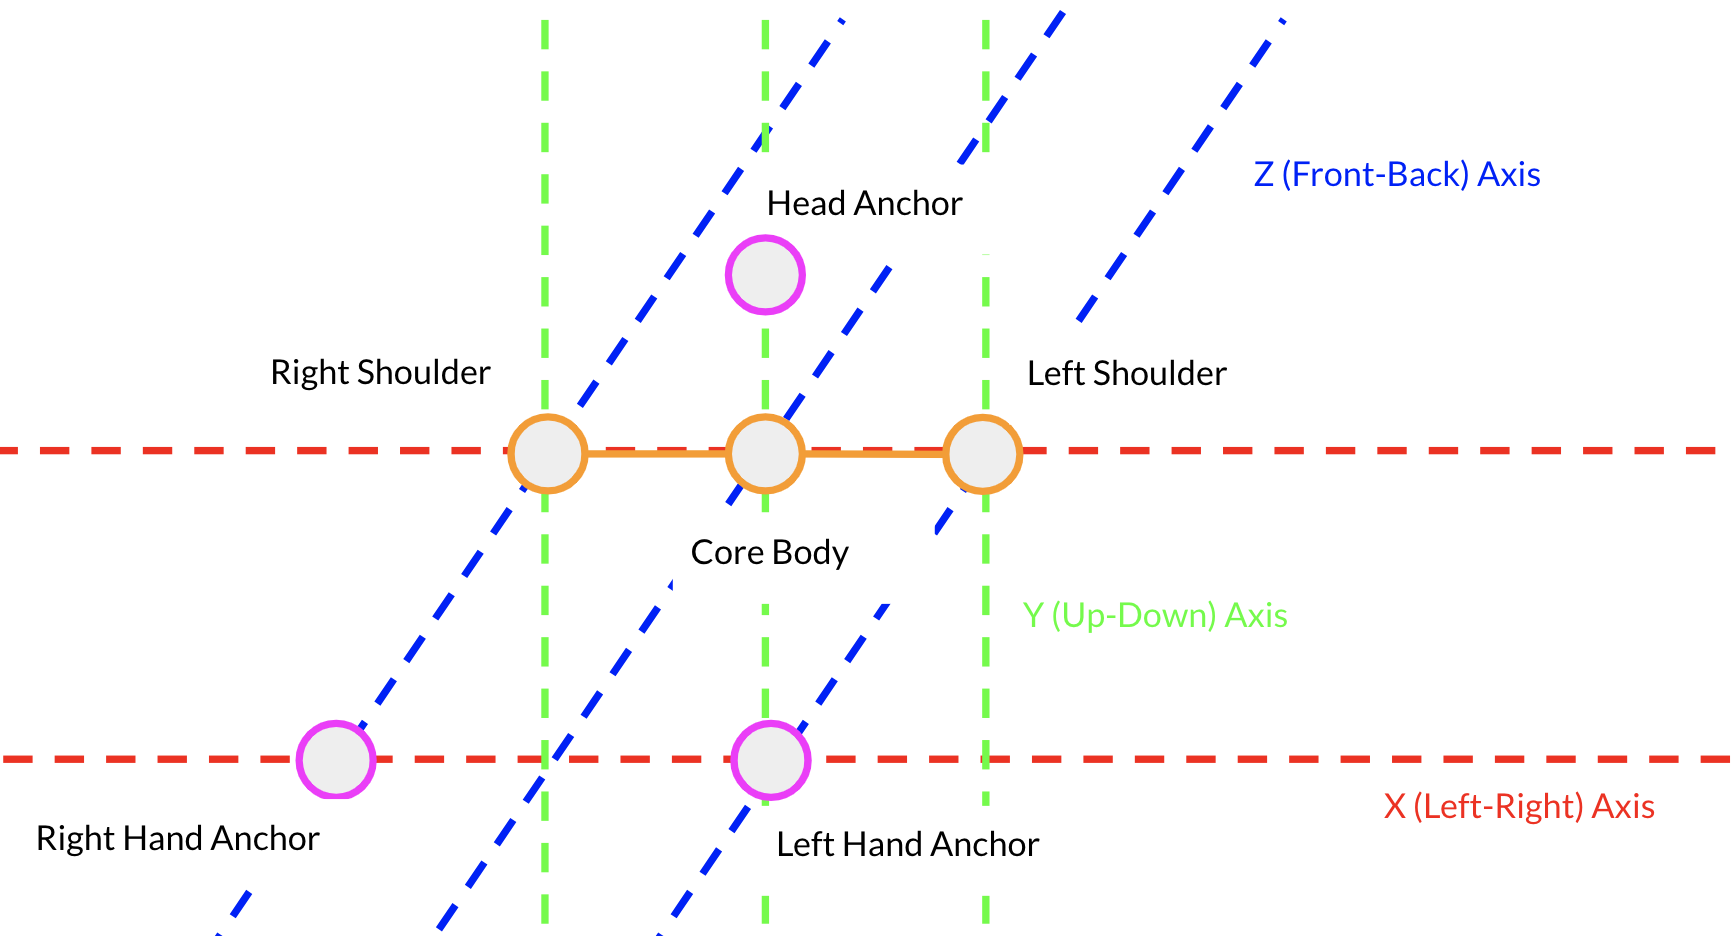 Z (Front-Back) Axis
Head Anchor
Right Shoulder
Left Shoulder
Core Body
Y (Up-Down) Axis
X (Left-Right) Axis
Right Hand Anchor
Left Hand Anchor